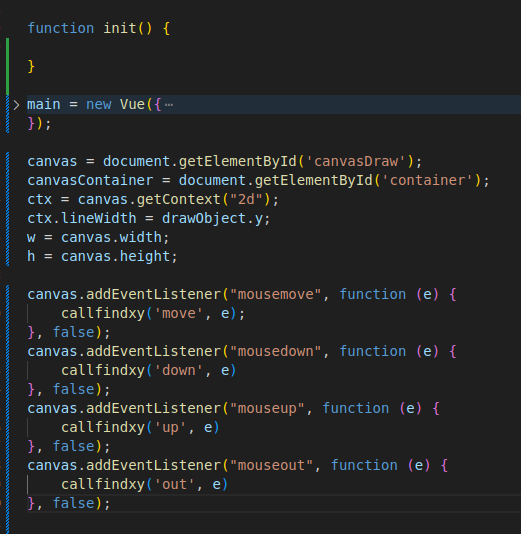 function init() {
}
main = new Vue({⋯
});
canvas = document.getElementById('canvasDraw');
canvasContainer = document.getElementById('container');
ctx = canvas.getContext("2d");
ctx.lineWidth = drawObject.y;
w = canvas.width;
h = canvas.height;
canvas.addEventListener("mousemove", function (e) {
    callfindxy('move', e);
}, false);
canvas.addEventListener("mousedown", function (e) {
    callfindxy('down', e)
}, false);
canvas.addEventListener("mouseup", function (e) {
    callfindxy('up', e)
}, false);
canvas.addEventListener("mouseout", function (e) {
    callfindxy('out', e)
}, false);